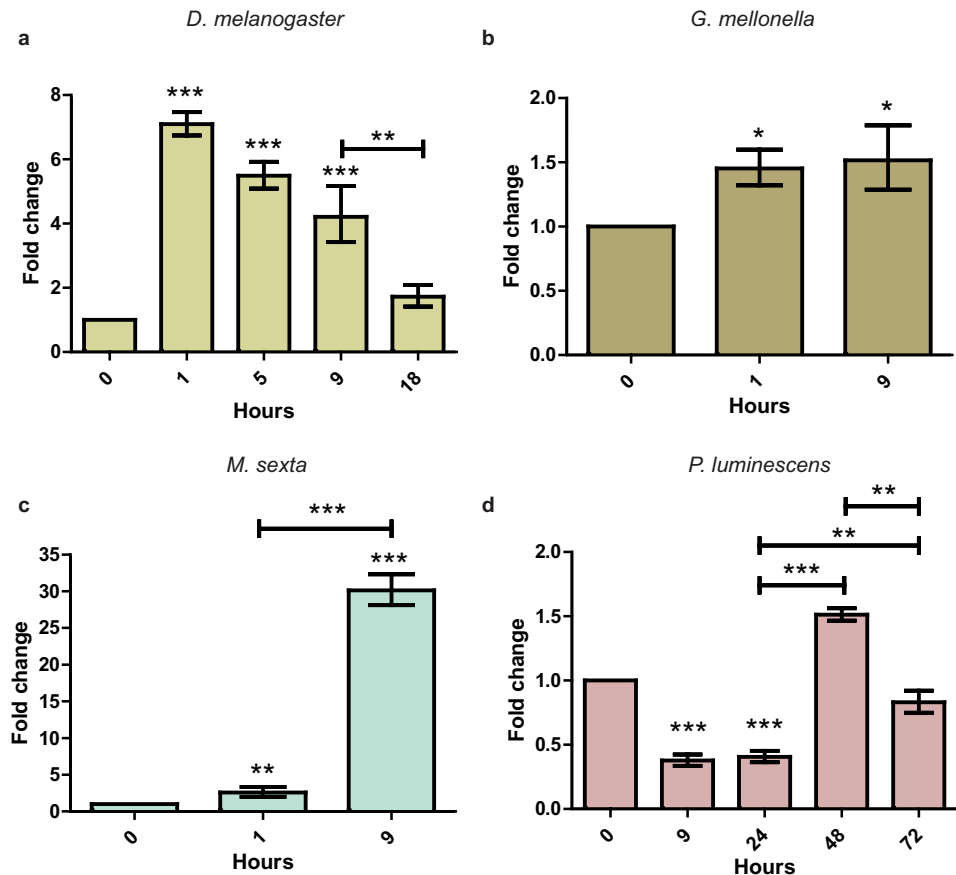 D. melanogaster
a
Fold change
8
6
4
2
0
***
***
***
**
0 1 5 9 18
Hours
G. mellonella
b
Fold change
2.0
1.5
1.0
0.5
0.0
*
*
0 1 9
Hours
M. sexta
c
Fold change
35
30
25
20
15
10
5
0
***
***
**
0 1 9
Hours
P. luminescens
d
Fold change
2.0
1.5
1.0
0.5
0.0
**
**
***
***
***
0 9 24 48 72
Hours